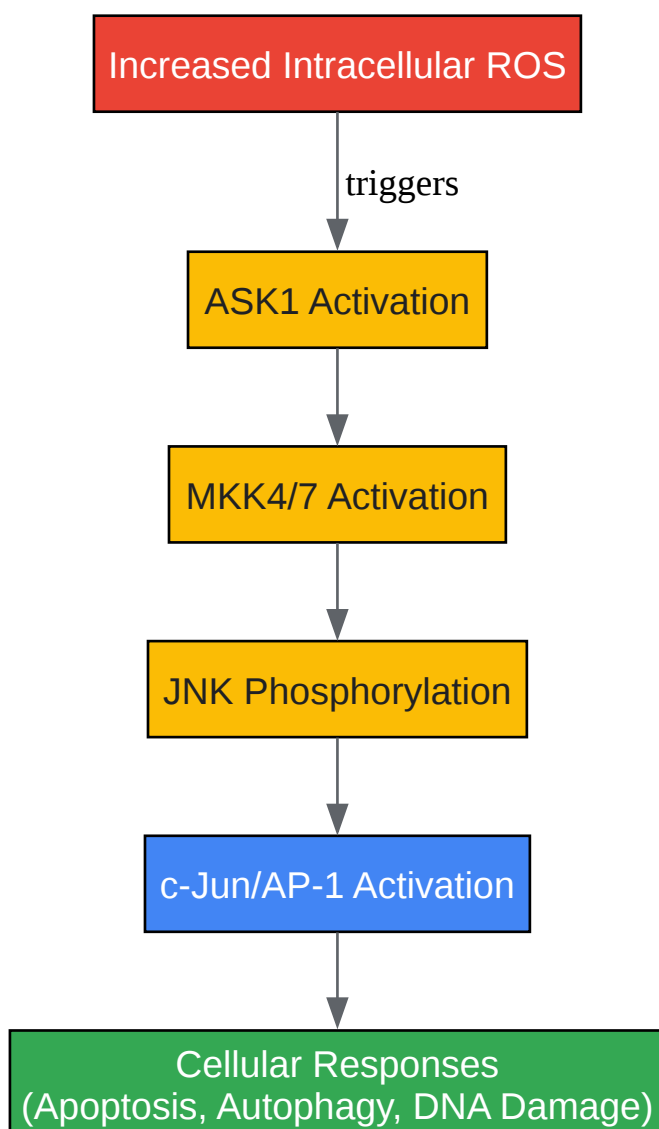 Increased Intracellular ROS
triggers
ASK1 Activation
MKK4/7 Activation
JNK Phosphorylation
c-Jun/AP-1 Activation
Cellular Responses
(Apoptosis, Autophagy, DNA Damage)